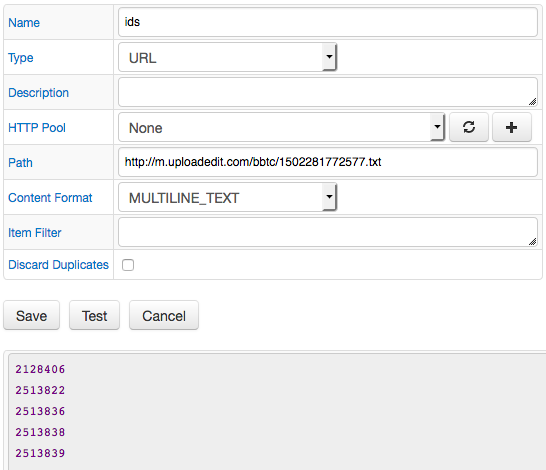 Name ids
Type URL
Description
HTTP Pool None
Path http://m.uploadedit.com/bbtc/1502281772577.txt
Content Format MULTILINE_TEXT
Item Filter
Discard Duplicates
Save Test Cancel
2128406
2513822
2513836
2513838
2513839